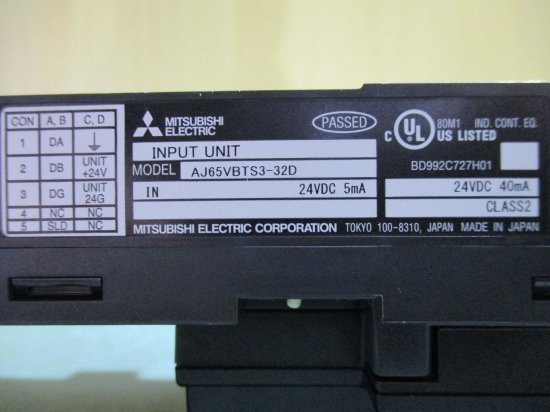 CON A, B C, D
1 DA
2 DB UNIT +24V
3 DG UNIT 24G
4 NC NC
5 SLD NC
MITSUBISHI ELECTRIC
PASSED
C UL US LISTED
80M1 IND. CONT. EQ.
INPUT UNIT
MODEL AJ65VBTS3-32D
BD992C727H01
IN 24VDC 5mA
24VDC 40mA
CLASS2
MITSUBISHI ELECTRIC CORPORATION TOKYO 100-8310, JAPAN MADE IN JAPAN